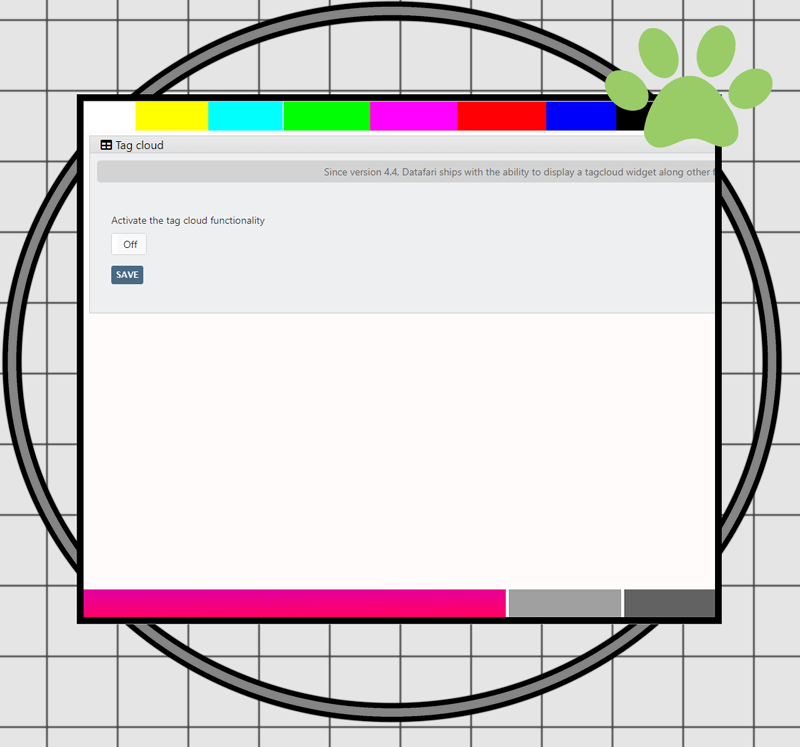 Tag cloud
Since version 4.4, Datafari ships with the ability to display a tagcloud widget along other
Activate the tag cloud functionality
Off
SAVE